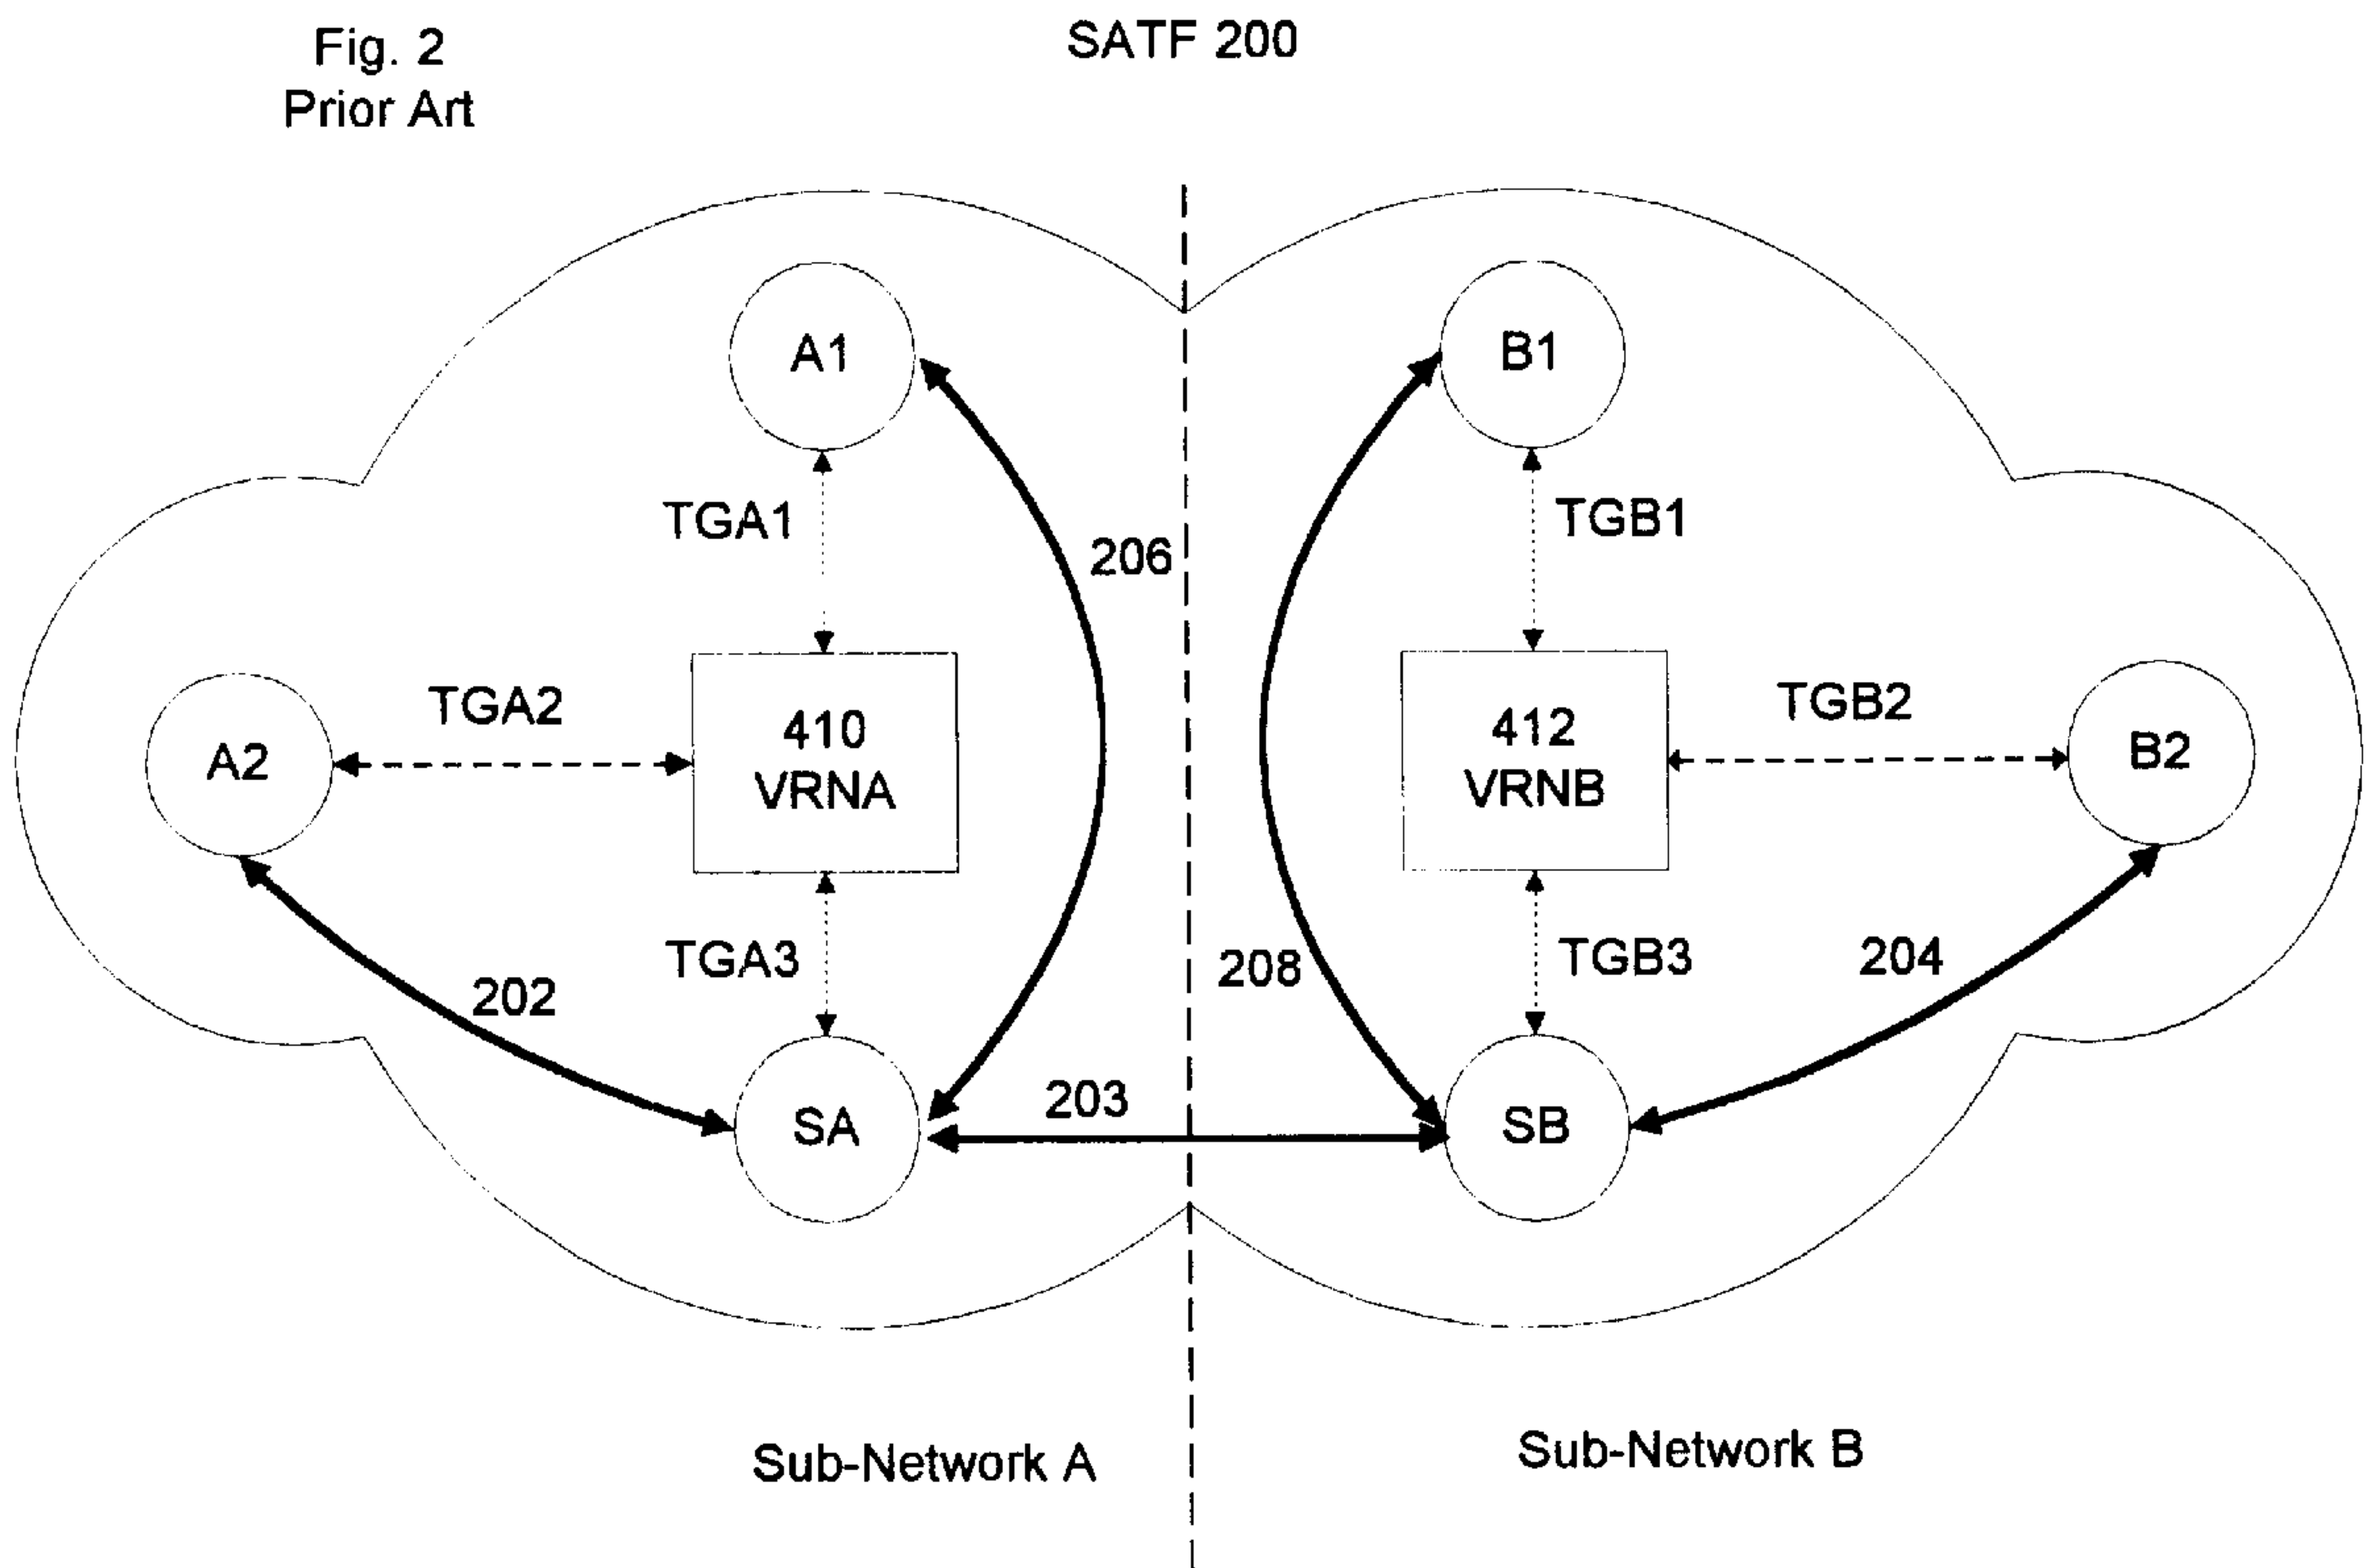 Fig. 2
Prior Art
SATF 200
A1
B1
TGA1
TGB1
206
TGA2
410
VRNA
A2
412
VRNB
TGB2
B2
TGA3
208
TGB3
204
202
203
SA
SB
Sub-Network A
Sub-Network B